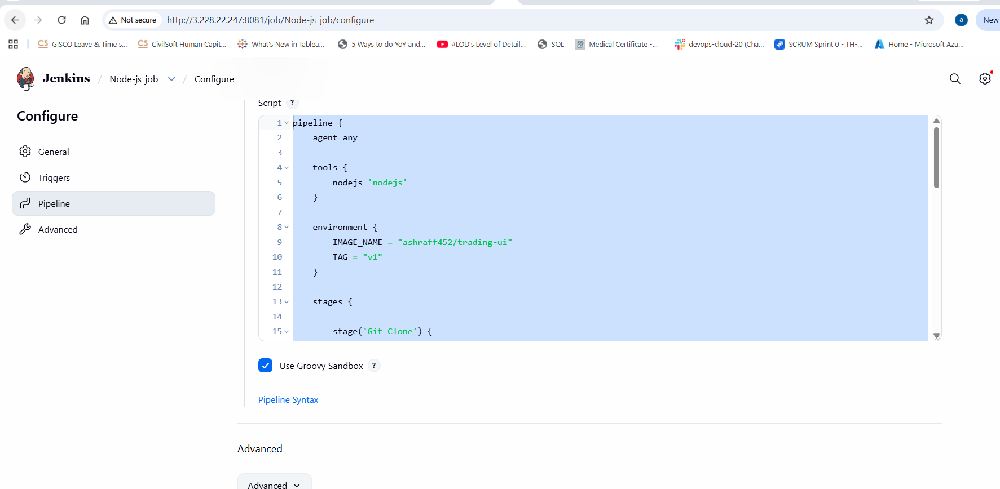 Not secure http://3.228.22.247:8081/job/Node-js_job/configure a New
CS GISCO Leave & Time s... CS CivilSoft Human Capit... What's New in Tablea... 5 Ways to do YoY and... #LOD's Level of Detail... SQL Medical Certificate -... devops-cloud-20 (Cha... SCRUM Sprint 0 - TH-... Home - Microsoft Azu...
Jenkins / Node-js_job / Configure
Configure
General
Triggers
Pipeline
Advanced
Script ?
1 pipeline {
2     agent any
3
4     tools {
5         nodejs 'nodejs'
6     }
7
8     environment {
9         IMAGE_NAME = "ashraff452/trading-ui"
10         TAG = "v1"
11     }
12
13     stages {
14
15         stage('Git Clone') {
Use Groovy Sandbox ?
Pipeline Syntax
Advanced
Advanced